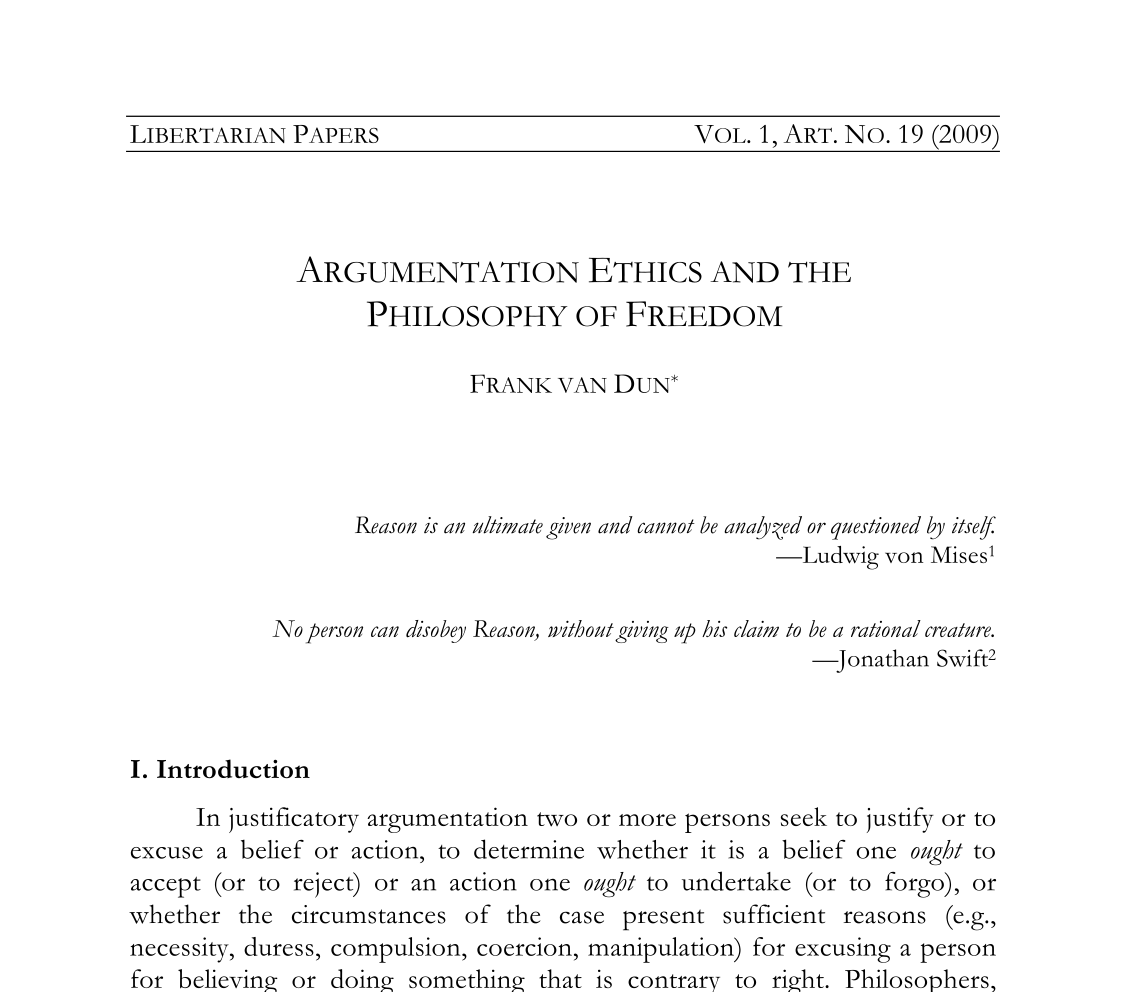 LIBERTARIAN PAPERS VOL. 1, ART. NO. 19 (2009)
ARGUMENTATION ETHICS AND THE
PHILOSOPHY OF FREEDOM
FRANK VAN DUN*
Reason is an ultimate given and cannot be analyzed or questioned by itself.
—Ludwig von Mises1
No person can disobey Reason, without giving up his claim to be a rational creature.
—Jonathan Swift2
I. Introduction
In justificatory argumentation two or more persons seek to justify or to
excuse a belief or action, to determine whether it is a belief one ought to
accept (or to reject) or an action one ought to undertake (or to forgo), or
whether the circumstances of the case present sufficient reasons (e.g.,
necessity, duress, compulsion, coercion, manipulation) for excusing a person
for believing or doing something that is contrary to right. Philosophers,